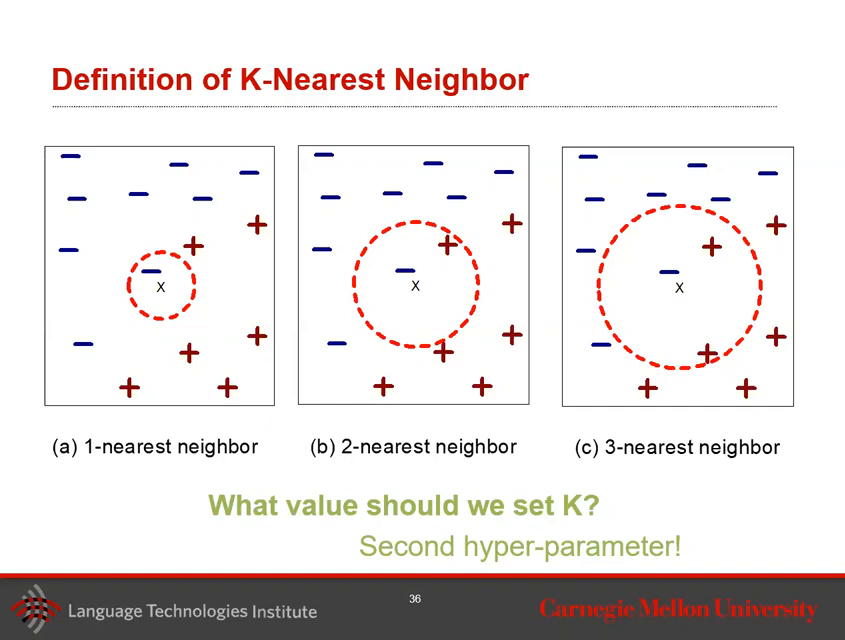 Definition of K-Nearest Neighbor
X
X
X
(a) 1-nearest neighbor
(b) 2-nearest neighbor
(c) 3-nearest neighbor
What value should we set K?
Second hyper-parameter!
Language Technologies Institute
36
Carnegie Mellon University